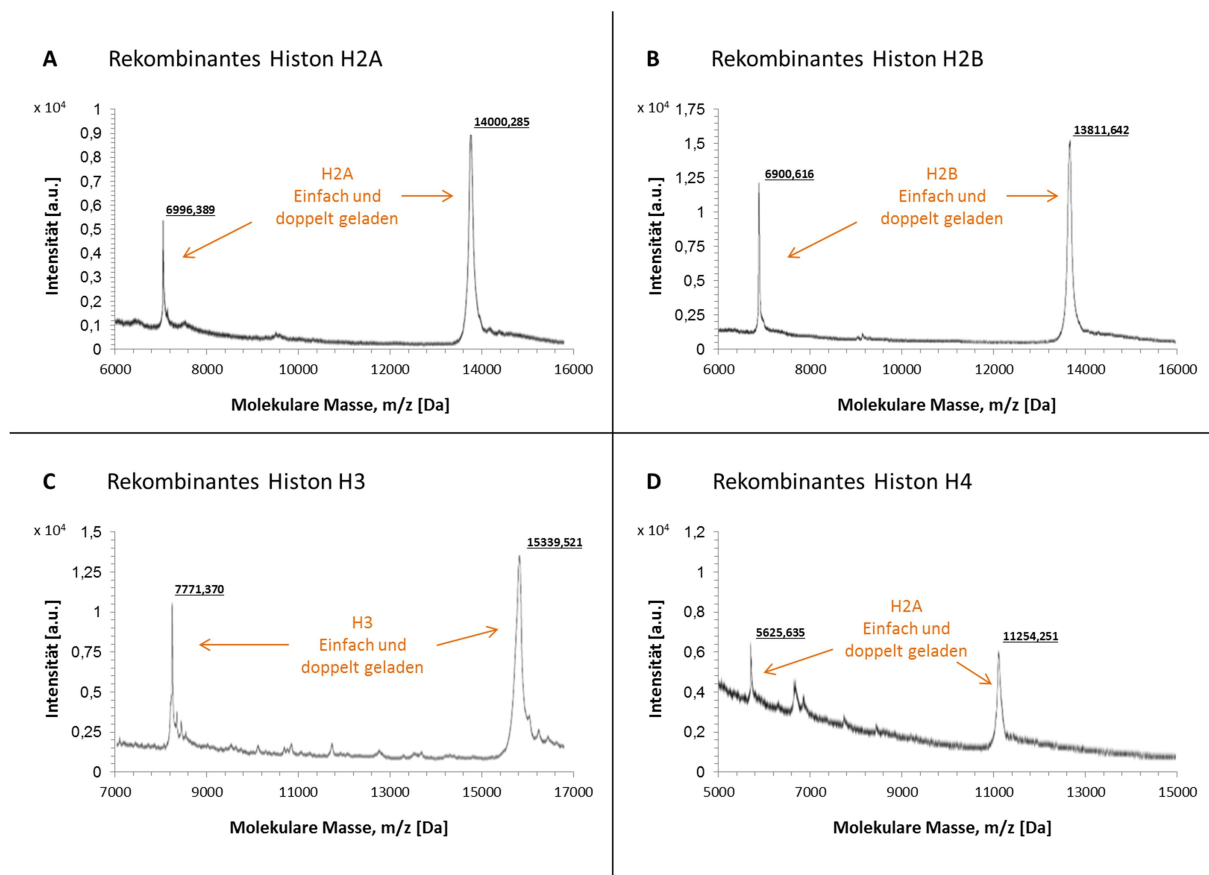 A Rekombinantes Histon H2A
x 10⁴
1
0,9
0,8
0,7
0,6
0,5
0,4
0,3
0,2
0,1
0
Intensität [a.u.]
14000,285
H2A
Einfach und
doppelt geladen
6996,389
6000 8000 10000 12000 14000 16000
Molekulare Masse, m/z [Da]
B Rekombinantes Histon H2B
x 10⁴
1,75
1,5
1,25
1
0,75
0,5
0,25
0
Intensität [a.u.]
13811,642
6900,616
H2B
Einfach und
doppelt geladen
6000 8000 10000 12000 14000 16000
Molekulare Masse, m/z [Da]
C Rekombinantes Histon H3
x 10⁴
1,5
1,25
1
0,75
0,5
0,25
0
Intensität [a.u.]
15339,521
7771,370
H3
Einfach und
doppelt geladen
7000 9000 11000 13000 15000 17000
Molekulare Masse, m/z [Da]
D Rekombinantes Histon H4
x 10⁴
1,2
1
0,8
0,6
0,4
0,2
0
Intensität [a.u.]
H2A
Einfach und
doppelt geladen
5625,635
11254,251
5000 7000 9000 11000 13000 15000
Molekulare Masse, m/z [Da]